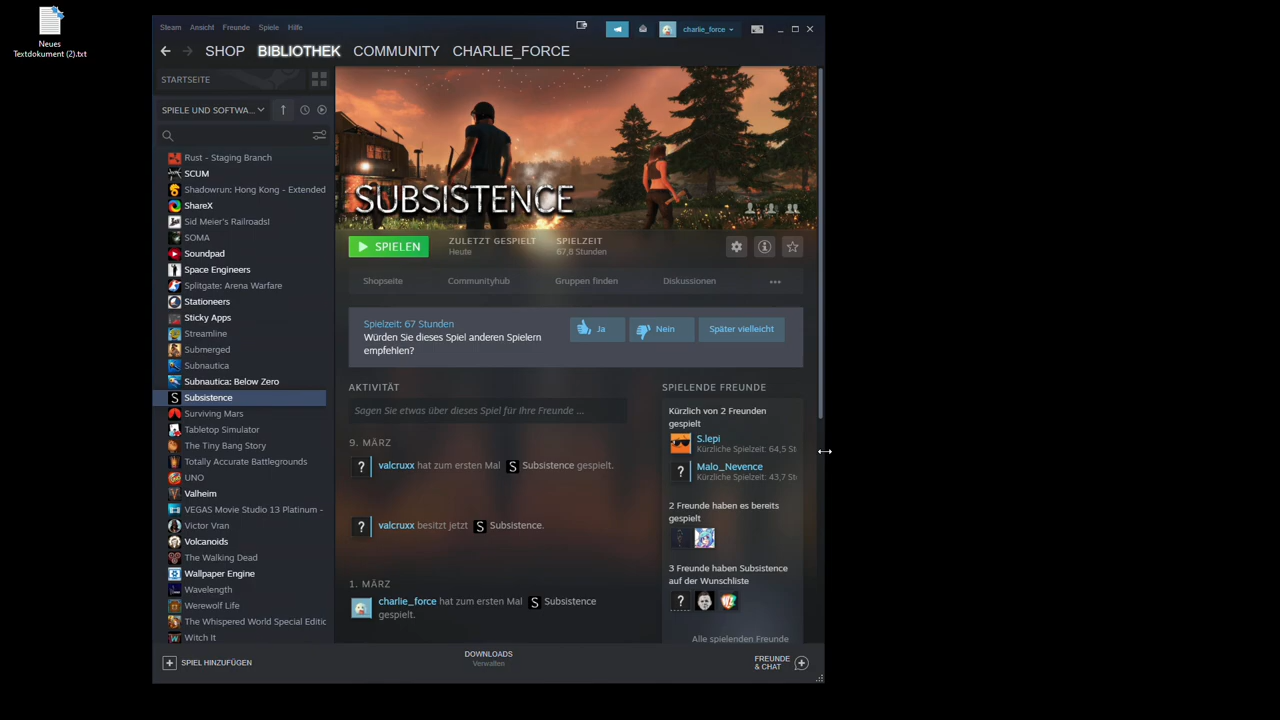 Neues
Textdokument (2).txt
Steam Ansicht Freunde Spiele Hilfe
charlie_force
SHOP BIBLIOTHEK COMMUNITY CHARLIE_FORCE
STARTSEITE
SPIELE UND SOFTWA...
Rust - Staging Branch
SCUM
Shadowrun: Hong Kong - Extended
ShareX
Sid Meier's Railroads!
SOMA
Soundpad
Space Engineers
Splitgate: Arena Warfare
Stationeers
Sticky Apps
Streamline
Submerged
Subnautica
Subnautica: Below Zero
Subsistence
Surviving Mars
Tabletop Simulator
The Tiny Bang Story
Totally Accurate Battlegrounds
UNO
Valheim
VEGAS Movie Studio 13 Platinum -
Victor Vran
Volcanoids
The Walking Dead
Wallpaper Engine
Wavelength
Werewolf Life
The Whispered World Special Editic
Witch It
SPIEL HINZUFÜGEN
SUBSISTENCE
SPIELEN
ZULETZT GESPIELT
Heute
SPIELZEIT
67,8 Stunden
Shopseite Communityhub Gruppen finden Diskussionen
Spielzeit: 67 Stunden
Würden Sie dieses Spiel anderen Spielern
empfehlen?
Ja Nein Später vielleicht
AKTIVITÄT
Sagen Sie etwas über dieses Spiel für Ihre Freunde ...
9. MÄRZ
valcruxx hat zum ersten Mal S Subsistence gespielt.
valcruxx besitzt jetzt S Subsistence.
1. MÄRZ
charlie_force hat zum ersten Mal S Subsistence
gespielt.
SPIELENDE FREUNDE
Kürzlich von 2 Freunden
gespielt
S.lepi
Kürzliche Spielzeit: 64,5 St
Malo_Nevence
Kürzliche Spielzeit: 43,7 St
2 Freunde haben es bereits
gespielt
3 Freunde haben Subsistence
auf der Wunschliste
Alle spielenden Freunde
DOWNLOADS
Verwalten
FREUNDE
& CHAT